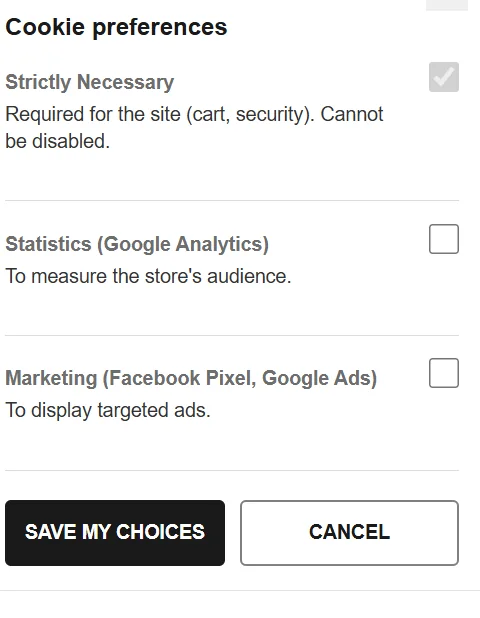 Cookie preferences
Strictly Necessary
Required for the site (cart, security). Cannot
be disabled.
Statistics (Google Analytics)
To measure the store's audience.
Marketing (Facebook Pixel, Google Ads)
To display targeted ads.
SAVE MY CHOICES
CANCEL